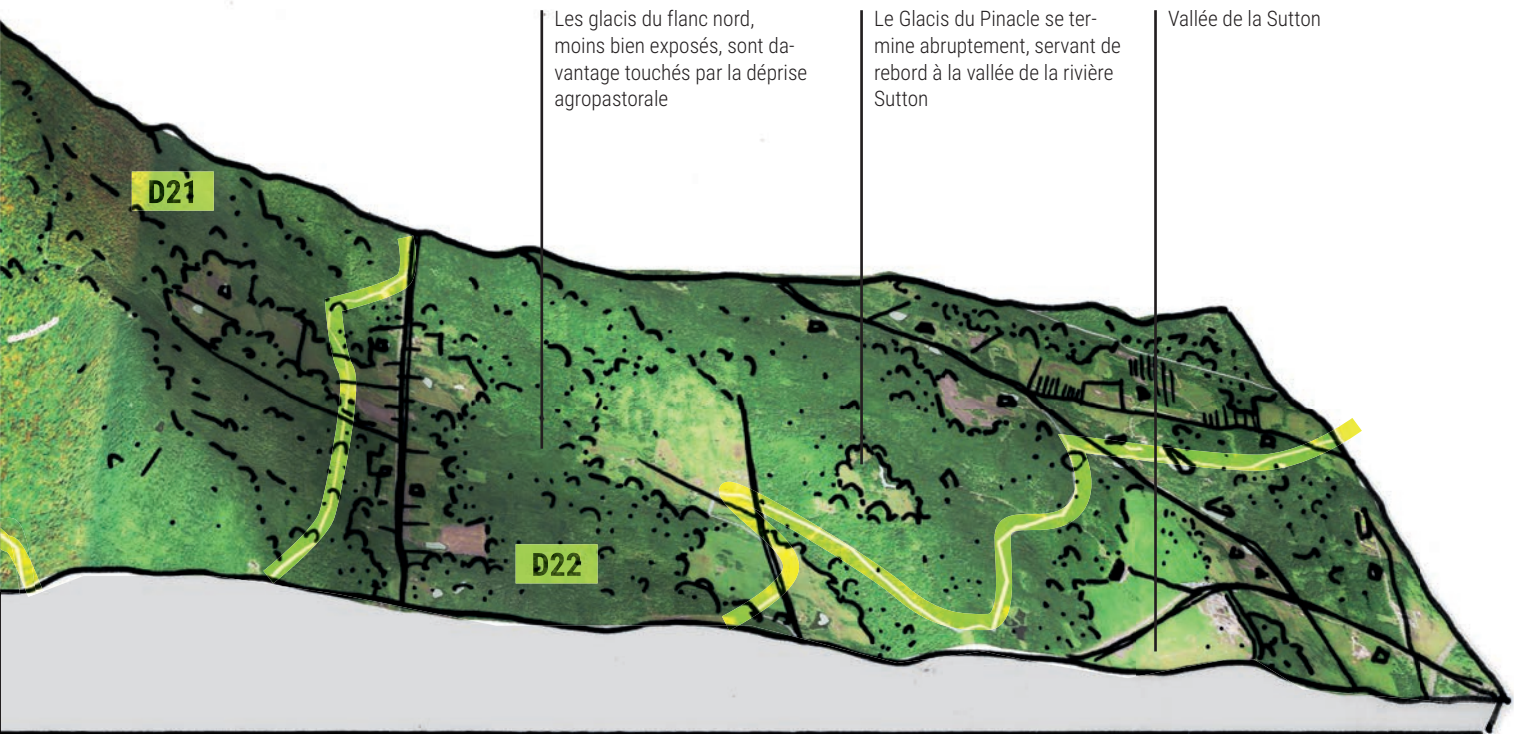 Les glacis du flanc nord,
moins bien exposés, sont da-
vantage touchés par la déprise
agropastorale
Le Glacis du Pinacle se ter-
mine abruptement, servant de
rebord à la vallée de la rivière
Sutton
Vallée de la Sutton
D21
D22